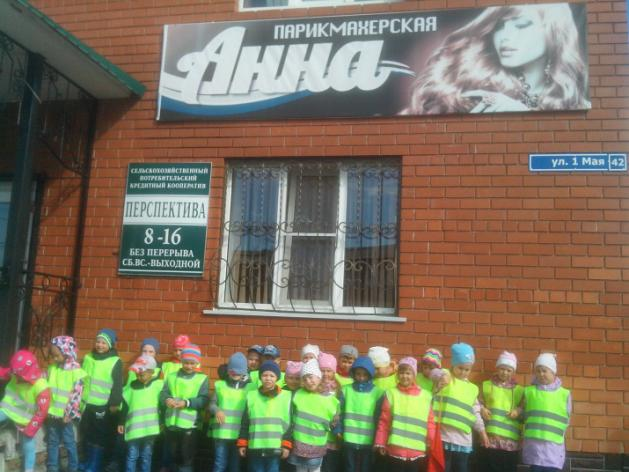 ПАРИКМАХЕРСКАЯ
Анна
ул. 1 Мая 42
СЕЛЬСКОХОЗЯЙСТВЕННЫЙ
ПОТРЕБИТЕЛЬСКИЙ
КРЕДИТНЫЙ КООПЕРАТИВ
ПЕРСПЕКТИВА
8-16
БЕЗ ПЕРЕРЫВА
СБ.ВС.-ВЫХОДНОЙ